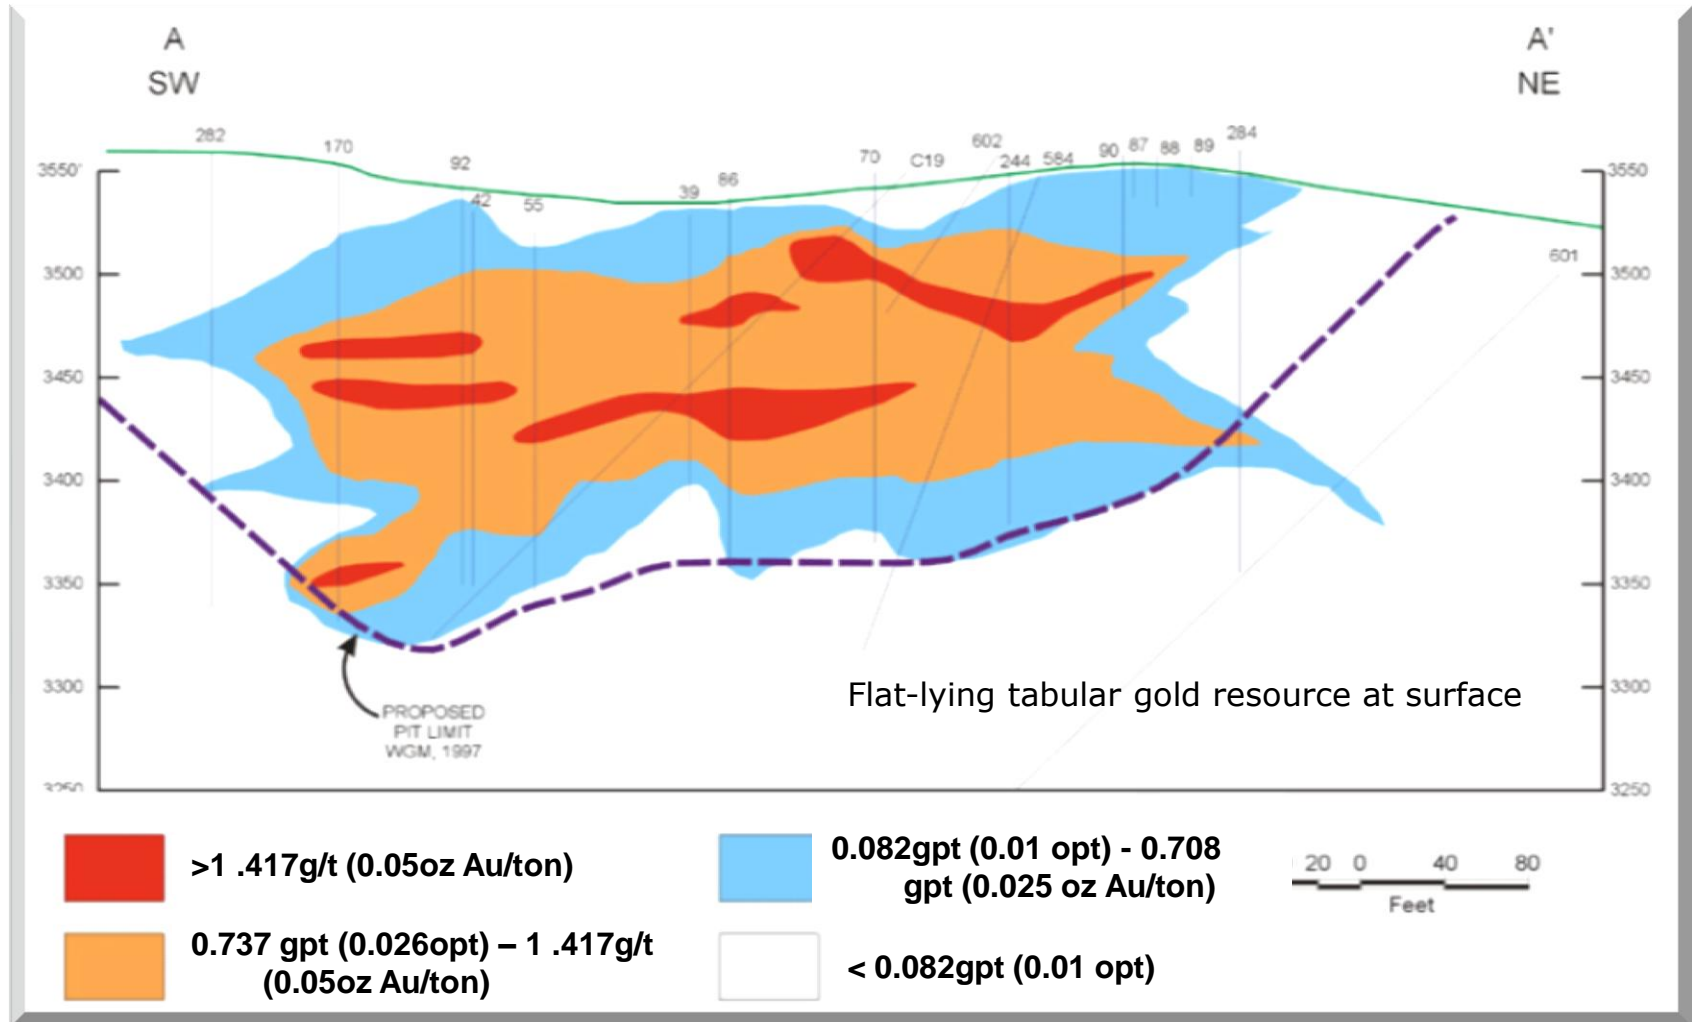 A
SW
A'
NE
282
170
92
42
55
39
86
70
C19
602
244
584
90
87
88
89
284
601
3550'
3500
3450
3400
3350
3300
3250
3550
3500
3450
3400
3350
3300
3250
PROPOSED
PIT LIMIT
WGM, 1997
Flat-lying tabular gold resource at surface
>1 .417g/t (0.05oz Au/ton)
0.737 gpt (0.026opt) – 1 .417g/t
(0.05oz Au/ton)
0.082gpt (0.01 opt) - 0.708
gpt (0.025 oz Au/ton)
< 0.082gpt (0.01 opt)
20 0 40 80
Feet